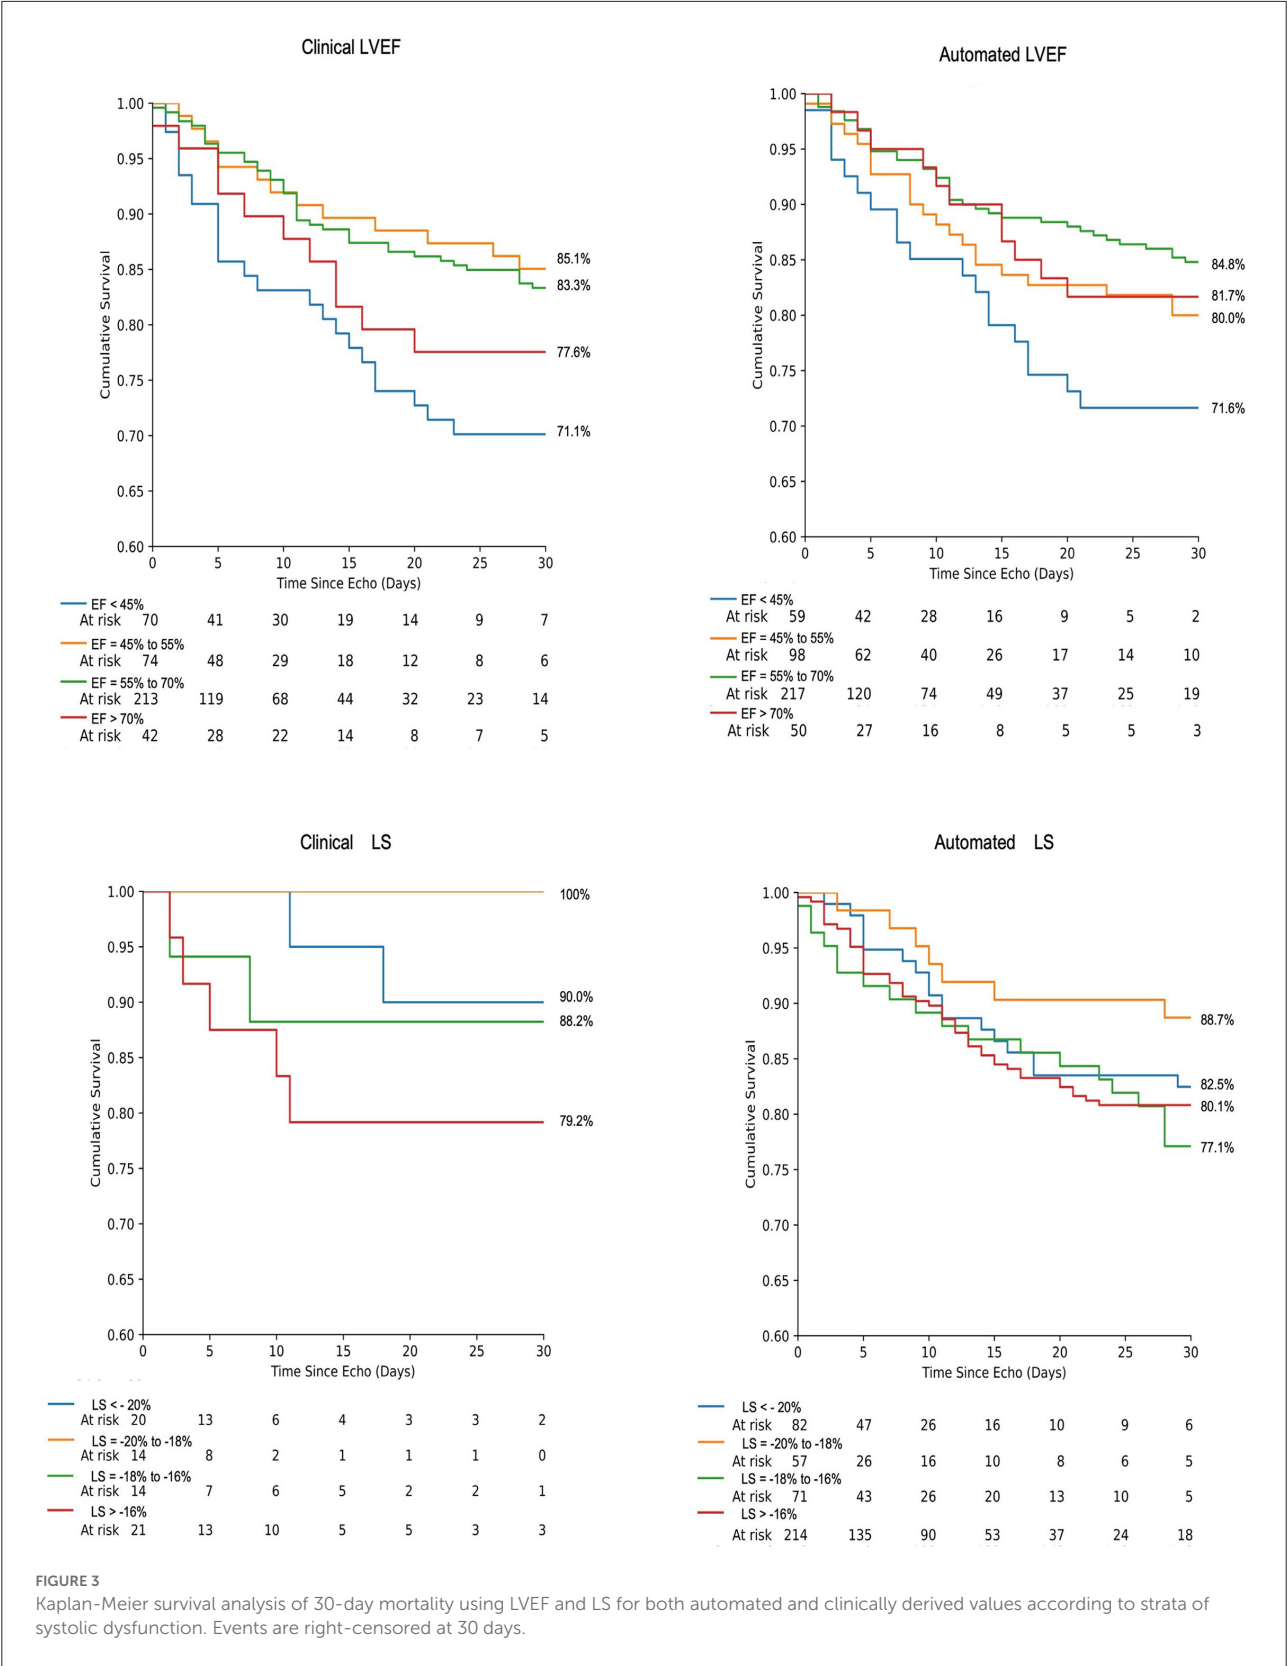 Clinical LVEF
1.00
0.95
0.90
0.85
0.80
0.75
0.70
0.65
0.60
Cumulative Survival
85.1%
83.3%
77.6%
71.1%
0 5 10 15 20 25 30
Time Since Echo (Days)
EF < 45%
At risk 70 41 30 19 14 9 7
EF = 45% to 55%
At risk 74 48 29 18 12 8 6
EF = 55% to 70%
At risk 213 119 68 44 32 23 14
EF > 70%
At risk 42 28 22 14 8 7 5
Automated LVEF
1.00
0.95
0.90
0.85
0.80
0.75
0.70
0.65
0.60
Cumulative Survival
84.8%
81.7%
80.0%
71.6%
0 5 10 15 20 25 30
Time Since Echo (Days)
EF < 45%
At risk 59 42 28 16 9 5 2
EF = 45% to 55%
At risk 98 62 40 26 17 14 10
EF = 55% to 70%
At risk 217 120 74 49 37 25 19
EF > 70%
At risk 50 27 16 8 5 5 3
Clinical LS
1.00
0.95
0.90
0.85
0.80
0.75
0.70
0.65
0.60
Cumulative Survival
100%
90.0%
88.2%
79.2%
0 5 10 15 20 25 30
Time Since Echo (Days)
LS < - 20%
At risk 20 13 6 4 3 3 2
LS = -20% to -18%
At risk 14 8 2 1 1 1 0
LS = -18% to -16%
At risk 14 7 6 5 2 2 1
LS > -16%
At risk 21 13 10 5 5 3 3
Automated LS
1.00
0.95
0.90
0.85
0.80
0.75
0.70
0.65
0.60
Cumulative Survival
88.7%
82.5%
80.1%
77.1%
0 5 10 15 20 25 30
Time Since Echo (Days)
LS < - 20%
At risk 82 47 26 16 10 9 6
LS = -20% to -18%
At risk 57 26 16 10 8 6 5
LS = -18% to -16%
At risk 71 43 26 20 13 10 5
LS > -16%
At risk 214 135 90 53 37 24 18
FIGURE 3
Kaplan-Meier survival analysis of 30-day mortality using LVEF and LS for both automated and clinically derived values according to strata of
systolic dysfunction. Events are right-censored at 30 days.